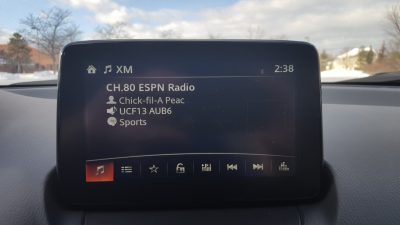 XM 2:38
CH.80 ESPN Radio
Chick-fil-A Peac
UCF13 AUB6
Sports